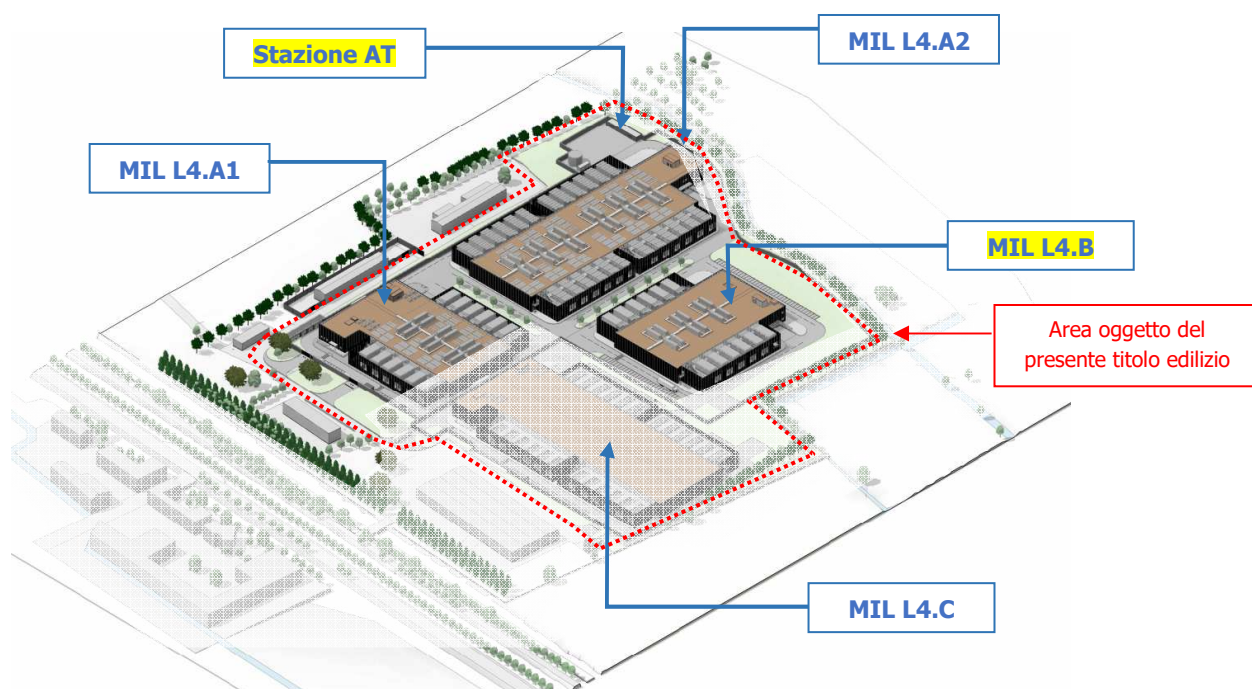 Stazione AT
MIL L4.A2
MIL L4.A1
MIL L4.B
Area oggetto del
presente titolo edilizio
MIL L4.C